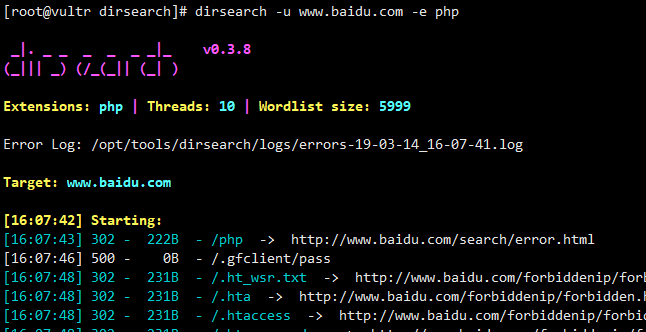 [root@vultr dirsearch]# dirsearch -u www.baidu.com -e php
 _|. _ _  _  _  _ _|_    v0.3.8
(_||| _) (/_(_|| (_| )
Extensions: php | Threads: 10 | Wordlist size: 5999
Error Log: /opt/tools/dirsearch/logs/errors-19-03-14_16-07-41.log
Target: www.baidu.com
[16:07:42] Starting:
[16:07:43] 302 -  222B  - /php  ->  http://www.baidu.com/search/error.html
[16:07:46] 500 -    0B  - /.gfclient/pass
[16:07:48] 302 -  231B  - /.ht_wsr.txt  ->  http://www.baidu.com/forbiddenip/forb
[16:07:48] 302 -  231B  - /.hta  ->  http://www.baidu.com/forbiddenip/forbidden.h
[16:07:48] 302 -  231B  - /.htaccess  ->  http://www.baidu.com/forbiddenip/forbid